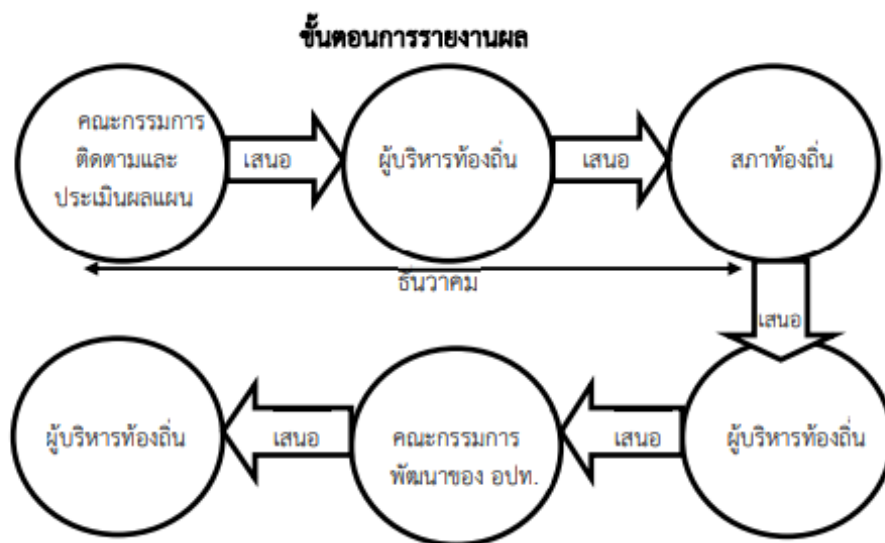 ขั้นตอนการรายงานผล
คณะกรรมการ
ติดตามและ
ประเมินผลแผน
เสนอ
ผู้บริหารท้องถิ่น
เสนอ
สภาท้องถิ่น
ธันวาคม
เสนอ
ผู้บริหารท้องถิ่น
เสนอ
คณะกรรมการ
พัฒนาของ อปท.
เสนอ
ผู้บริหารท้องถิ่น